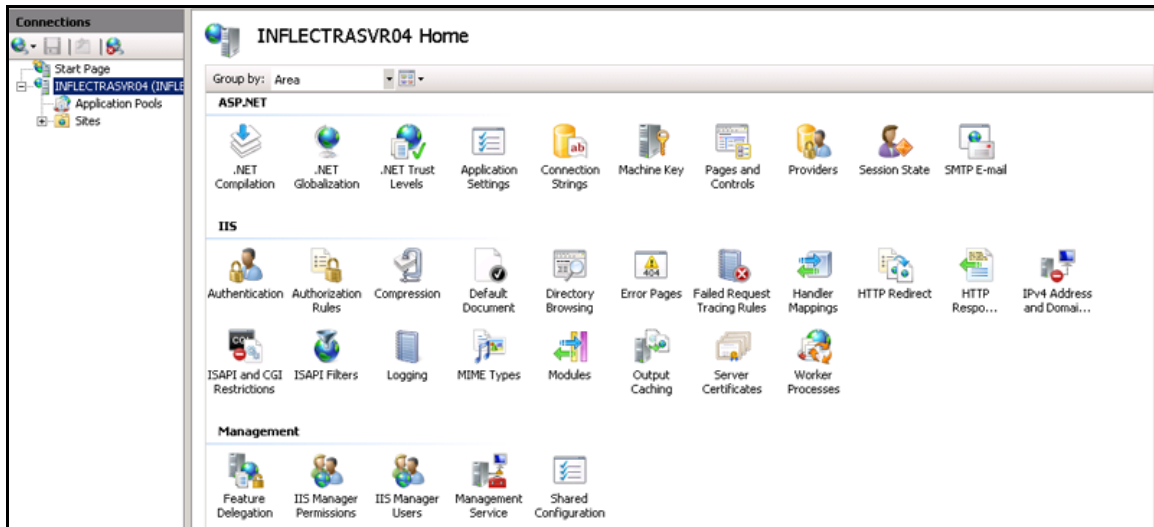 Connections
Start Page
INFLECTRASVR04 (INFLE
Application Pools
Sites
INFLECTRASVR04 Home
Group by: Area
ASP.NET
.NET Compilation
.NET Globalization
.NET Trust Levels
Application Settings
Connection Strings
Machine Key
Pages and Controls
Providers
Session State
SMTP E-mail
IIS
Authentication
Authorization Rules
Compression
Default Document
Directory Browsing
Error Pages
Failed Request Tracing Rules
Handler Mappings
HTTP Redirect
HTTP Respo...
IPv4 Address and Domai...
ISAPI and CGI Restrictions
ISAPI Filters
Logging
MIME Types
Modules
Output Caching
Server Certificates
Worker Processes
Management
Feature Delegation
IIS Manager Permissions
IIS Manager Users
Management Service
Shared Configuration
ab
404